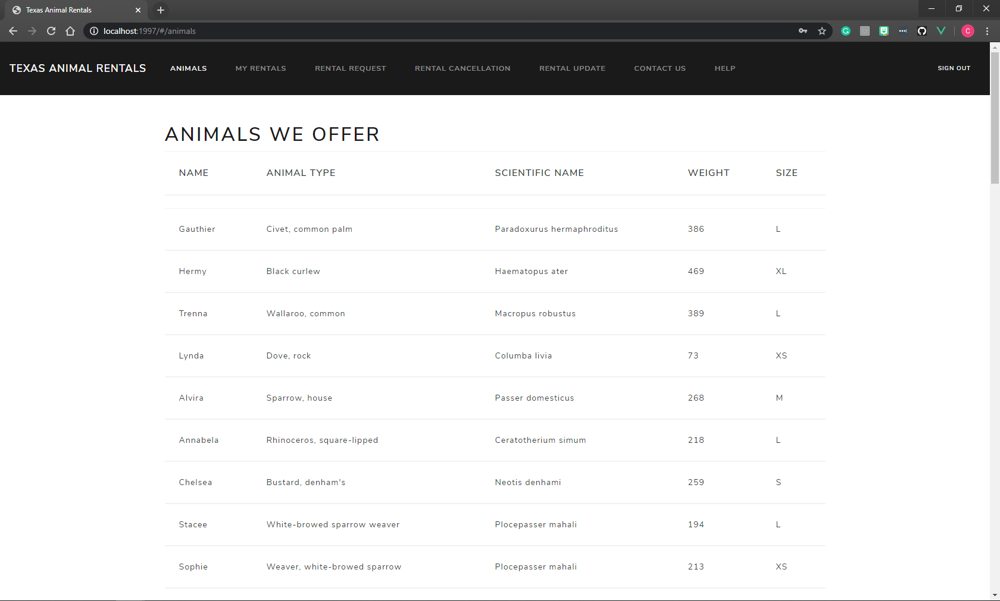 Texas Animal Rentals
localhost:1997/#/animals
C
TEXAS ANIMAL RENTALS ANIMALS MY RENTALS RENTAL REQUEST RENTAL CANCELLATION RENTAL UPDATE CONTACT US HELP SIGN OUT
ANIMALS WE OFFER
NAME ANIMAL TYPE SCIENTIFIC NAME WEIGHT SIZE
Gauthier Civet, common palm Paradoxurus hermaphroditus 386 L
Hermy Black curlew Haematopus ater 469 XL
Trenna Wallaroo, common Macropus robustus 389 L
Lynda Dove, rock Columba livia 73 XS
Alvira Sparrow, house Passer domesticus 268 M
Annabela Rhinoceros, square-lipped Ceratotherium simum 218 L
Chelsea Bustard, denham's Neotis denhami 259 S
Stacee White-browed sparrow weaver Plocepasser mahali 194 L
Sophie Weaver, white-browed sparrow Plocepasser mahali 213 XS